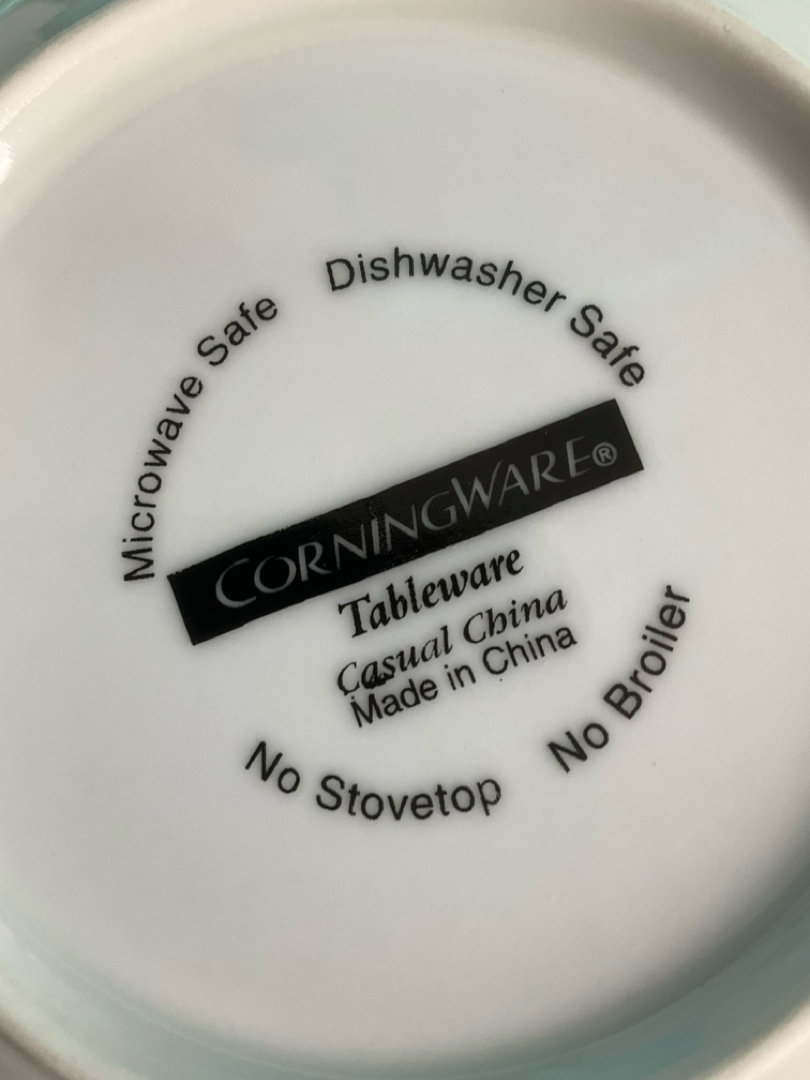 Microwave Safe
Dishwasher Safe
CORNINGWARE®
Tableware
Casual China
Made in China
No Stovetop
No Broiler